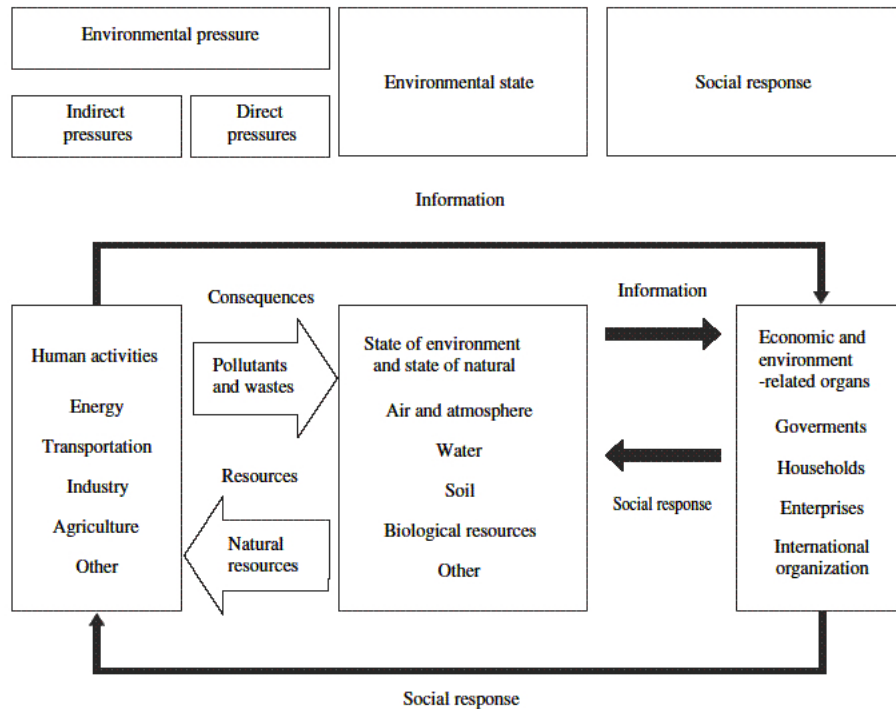 Environmental pressure
Environmental state
Social response
Indirect
pressures
Direct
pressures
Information
Consequences
Information
Human activities
Energy
Transportation
Industry
Agriculture
Other
Pollutants
and wastes
Resources
Natural
resources
State of environment
and state of natural
Air and atmosphere
Water
Soil
Biological resources
Other
Social response
Economic and
environment
-related organs
Goverments
Households
Enterprises
International
organization
Social response